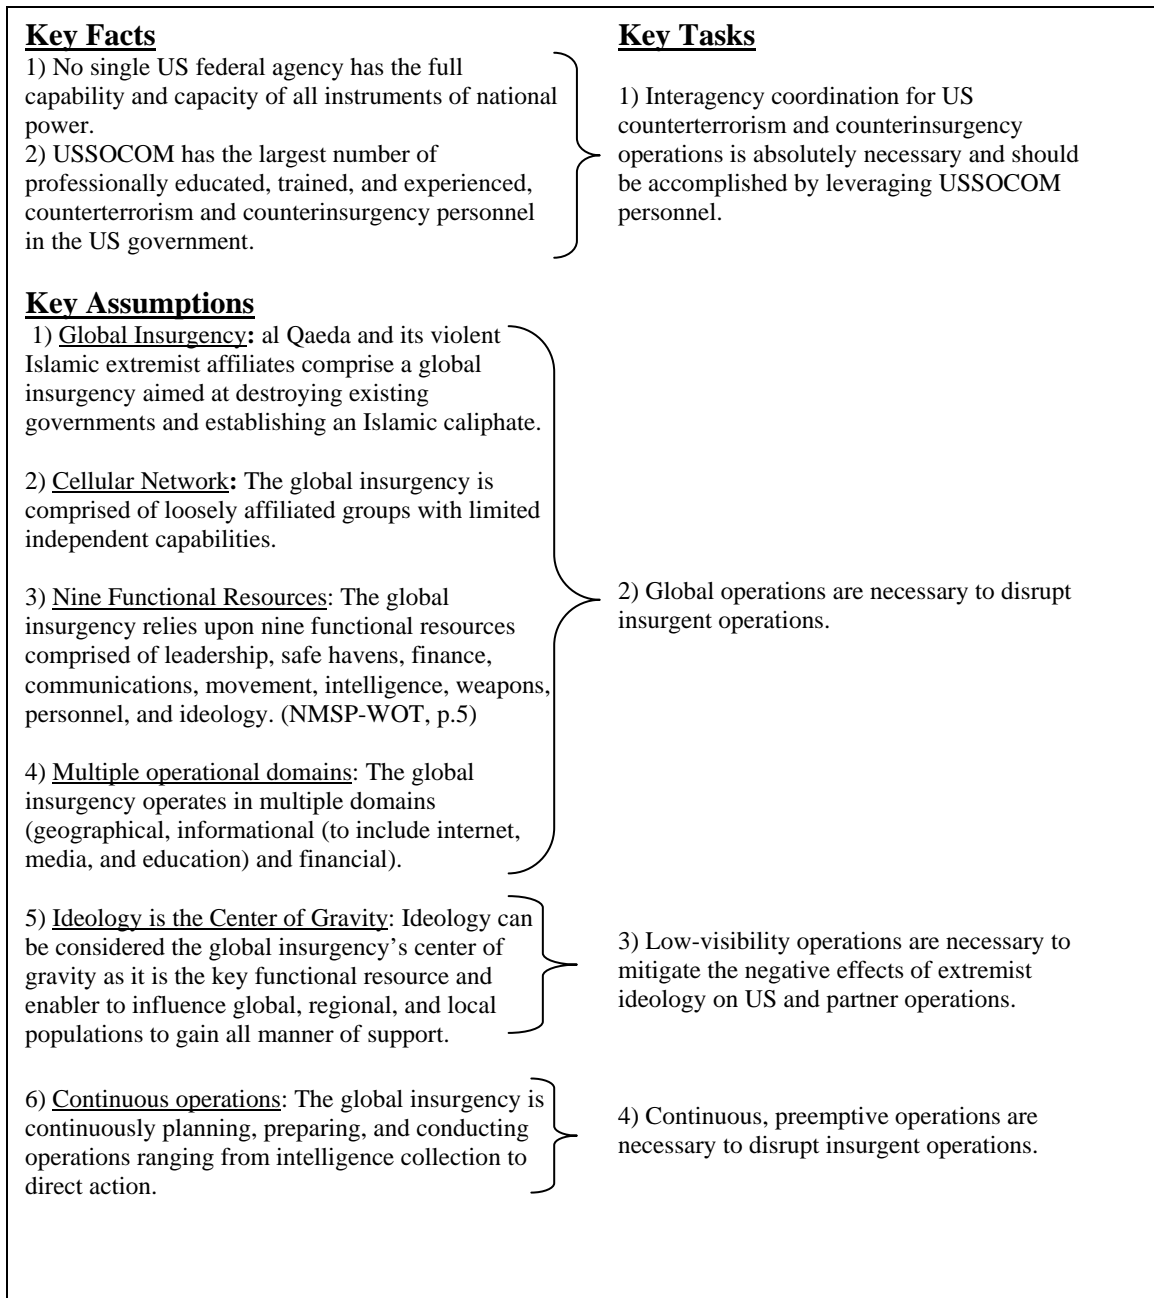 Key Facts
1) No single US federal agency has the full
capability and capacity of all instruments of national
power.
2) USSOCOM has the largest number of
professionally educated, trained, and experienced,
counterterrorism and counterinsurgency personnel
in the US government.
Key Tasks
1) Interagency coordination for US
counterterrorism and counterinsurgency
operations is absolutely necessary and should
be accomplished by leveraging USSOCOM
personnel.
Key Assumptions
1) Global Insurgency: al Qaeda and its violent
Islamic extremist affiliates comprise a global
insurgency aimed at destroying existing
governments and establishing an Islamic caliphate.
2) Cellular Network: The global insurgency is
comprised of loosely affiliated groups with limited
independent capabilities.
3) Nine Functional Resources: The global
insurgency relies upon nine functional resources
comprised of leadership, safe havens, finance,
communications, movement, intelligence, weapons,
personnel, and ideology. (NMSP-WOT, p.5)
4) Multiple operational domains: The global
insurgency operates in multiple domains
(geographical, informational (to include internet,
media, and education) and financial).
2) Global operations are necessary to disrupt
insurgent operations.
5) Ideology is the Center of Gravity: Ideology can
be considered the global insurgency’s center of
gravity as it is the key functional resource and
enabler to influence global, regional, and local
populations to gain all manner of support.
3) Low-visibility operations are necessary to
mitigate the negative effects of extremist
ideology on US and partner operations.
6) Continuous operations: The global insurgency is
continuously planning, preparing, and conducting
operations ranging from intelligence collection to
direct action.
4) Continuous, preemptive operations are
necessary to disrupt insurgent operations.